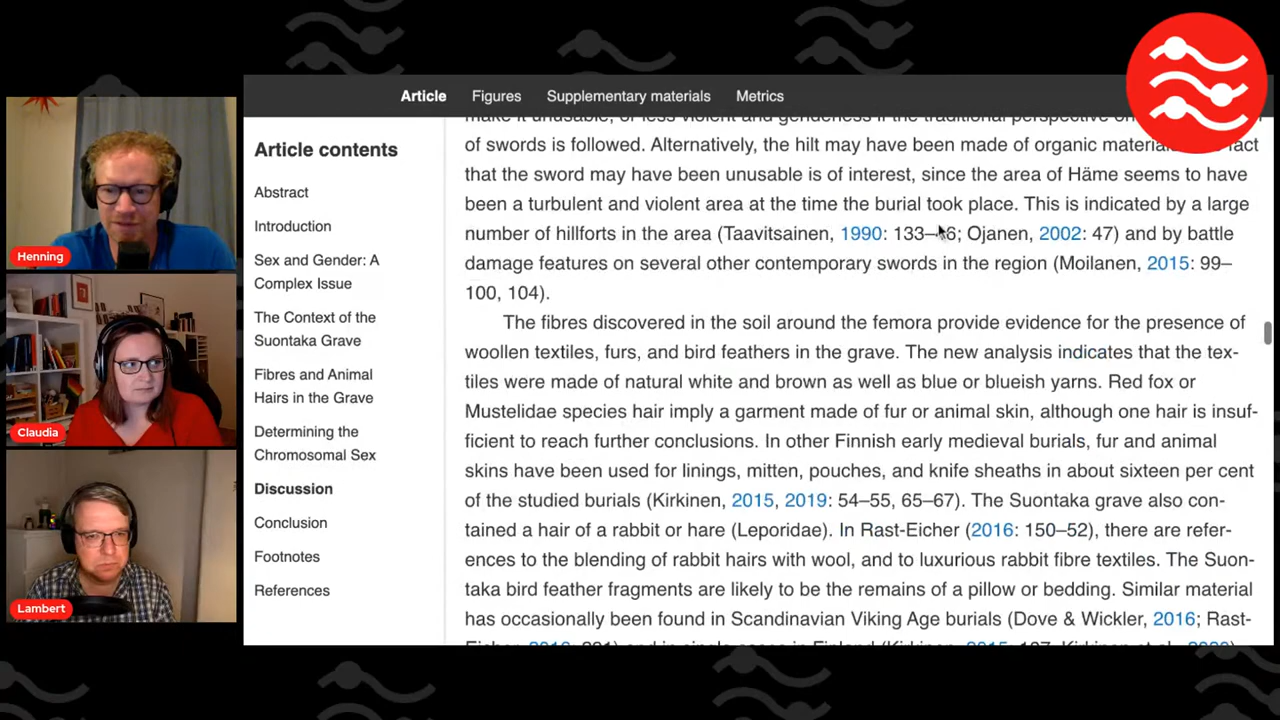 Article Figures Supplementary materials Metrics
Henning
Claudia
Lambert
Article contents
Abstract
Introduction
Sex and Gender: A
Complex Issue
The Context of the
Suontaka Grave
Fibres and Animal
Hairs in the Grave
Determining the
Chromosomal Sex
Discussion
Conclusion
Footnotes
References
make it unusable, or less violent and genderless if the traditional perspective
of swords is followed. Alternatively, the hilt may have been made of organic material. fact
that the sword may have been unusable is of interest, since the area of Häme seems to have
been a turbulent and violent area at the time the burial took place. This is indicated by a large
number of hillforts in the area (Taavitsainen, 1990: 133–6; Ojanen, 2002: 47) and by battle
damage features on several other contemporary swords in the region (Moilanen, 2015: 99–
100, 104).
The fibres discovered in the soil around the femora provide evidence for the presence of
woollen textiles, furs, and bird feathers in the grave. The new analysis indicates that the tex-
tiles were made of natural white and brown as well as blue or blueish yarns. Red fox or
Mustelidae species hair imply a garment made of fur or animal skin, although one hair is insuf-
ficient to reach further conclusions. In other Finnish early medieval burials, fur and animal
skins have been used for linings, mitten, pouches, and knife sheaths in about sixteen per cent
of the studied burials (Kirkinen, 2015, 2019: 54–55, 65–67). The Suontaka grave also con-
tained a hair of a rabbit or hare (Leporidae). In Rast-Eicher (2016: 150–52), there are refer-
ences to the blending of rabbit hairs with wool, and to luxurious rabbit fibre textiles. The Suon-
taka bird feather fragments are likely to be the remains of a pillow or bedding. Similar material
has occasionally been found in Scandinavian Viking Age burials (Dove & Wickler, 2016; Rast-